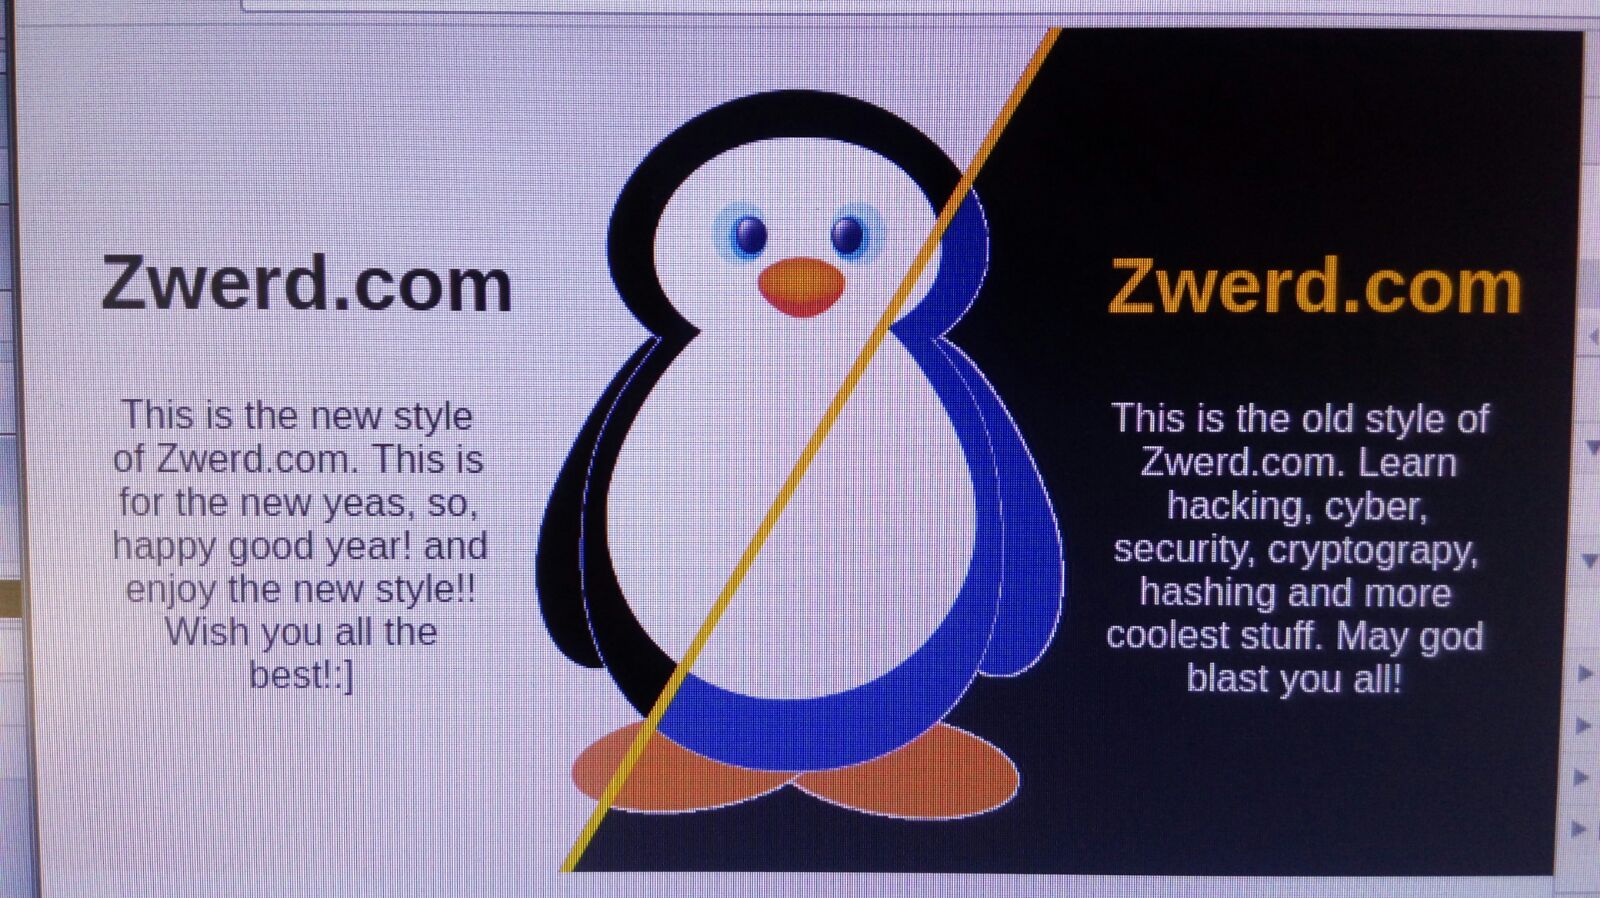 Zwerd.com
This is the new style
of Zwerd.com. This is
for the new yeas, so,
happy good year! and
enjoy the new style!!
Wish you all the
best!:]
Zwerd.com
This is the old style of
Zwerd.com. Learn
hacking, cyber,
security, cryptograpy,
hashing and more
coolest stuff. May god
blast you all!